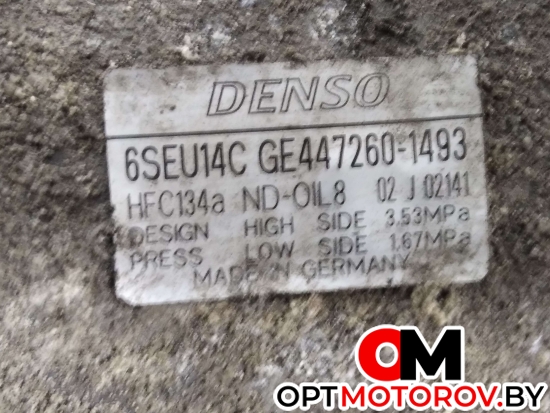 DENSO
6SEU14C GE447260-1493
HFC134a ND-OIL8 02 J 02141
DESIGN HIGH SIDE 3.53MPa
PRESS LOW SIDE 1.67MPa
MADE IN GERMANY
OM
OPTMOTOROV.BY